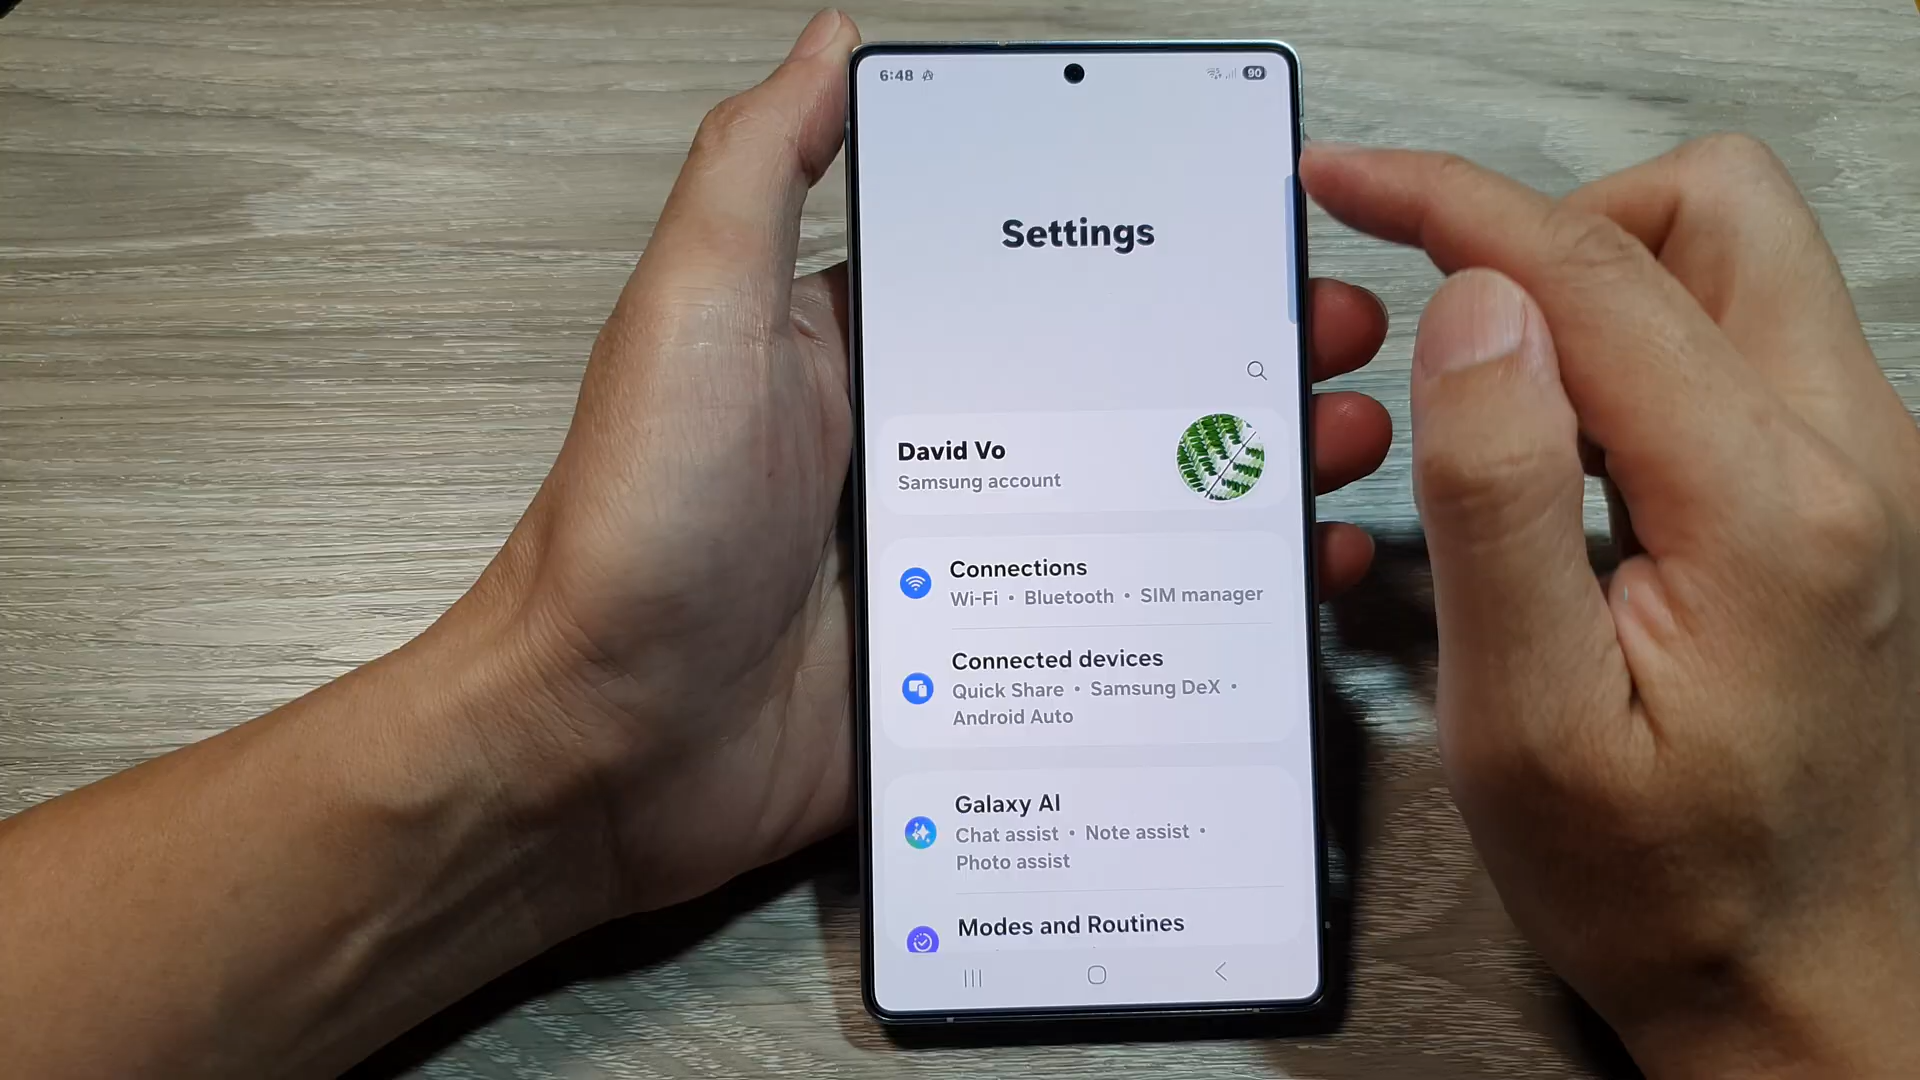 6:48
90
Settings
David Vo
Samsung account
Connections
Wi-Fi • Bluetooth • SIM manager
Connected devices
Quick Share • Samsung DeX •
Android Auto
Galaxy AI
Chat assist • Note assist •
Photo assist
Modes and Routines